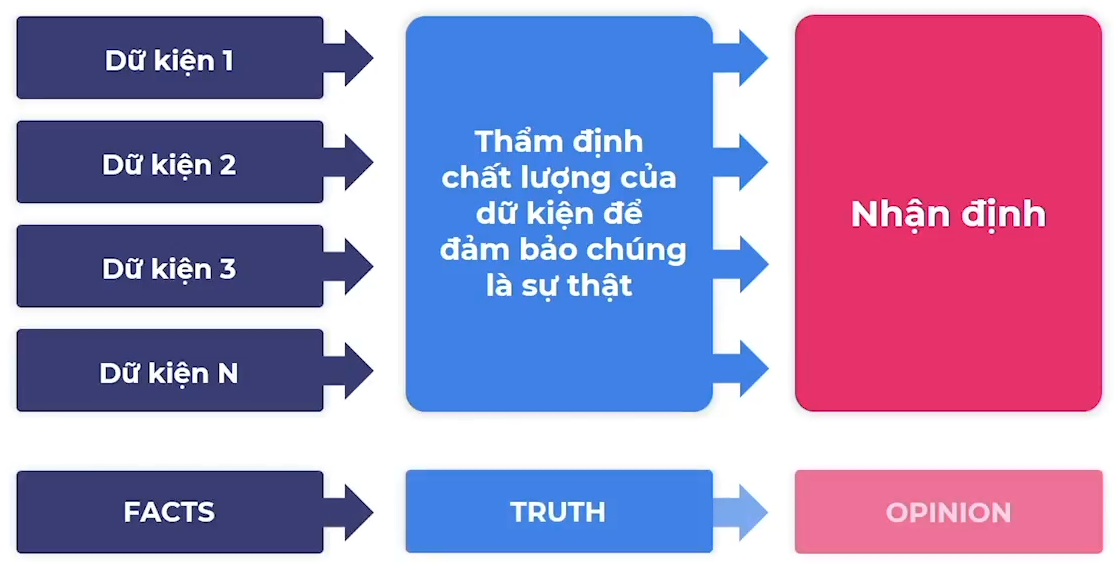 Dữ kiện 1
Dữ kiện 2
Dữ kiện 3
Dữ kiện N
Thẩm định
chất lượng của
dữ kiện để
đảm bảo chúng
là sự thật
Nhận định
FACTS
TRUTH
OPINION